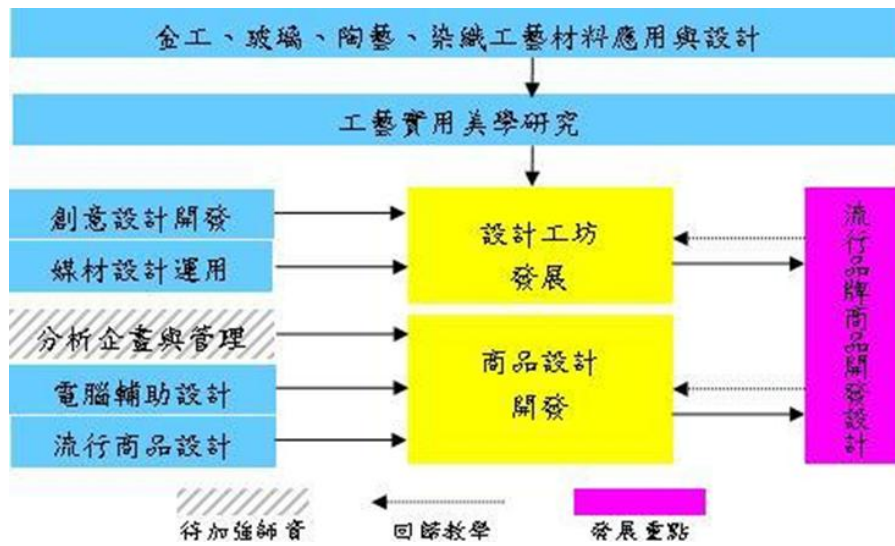 金工、玻璃、陶藝、染織工藝材料應用與設計
工藝實用美學研究
創意設計開發
媒材設計運用
分析企畫與管理
電腦輔助設計
流行商品設計
設計工坊
發展
商品設計
開發
流行品牌商品開發設計
待加強師資
回歸教學
發展重點